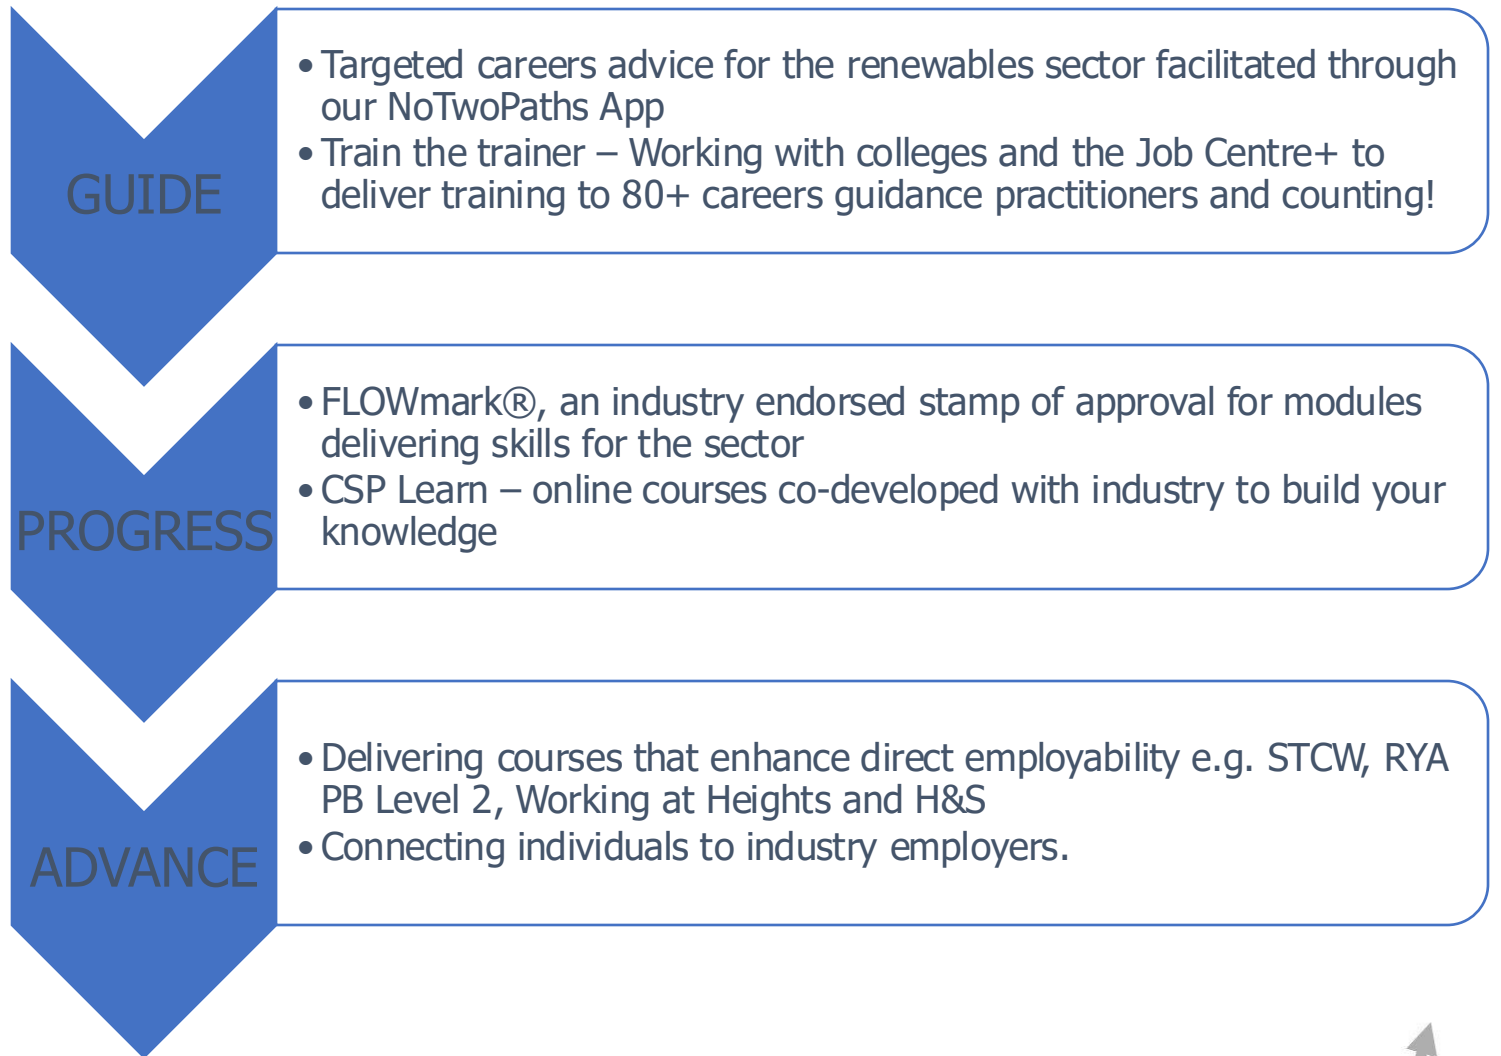 GUIDE
• Targeted careers advice for the renewables sector facilitated through
our NoTwoPaths App
• Train the trainer – Working with colleges and the Job Centre+ to
deliver training to 80+ careers guidance practitioners and counting!
PROGRESS
• FLOWmark®, an industry endorsed stamp of approval for modules
delivering skills for the sector
• CSP Learn – online courses co-developed with industry to build your
knowledge
ADVANCE
• Delivering courses that enhance direct employability e.g. STCW, RYA
PB Level 2, Working at Heights and H&S
• Connecting individuals to industry employers.